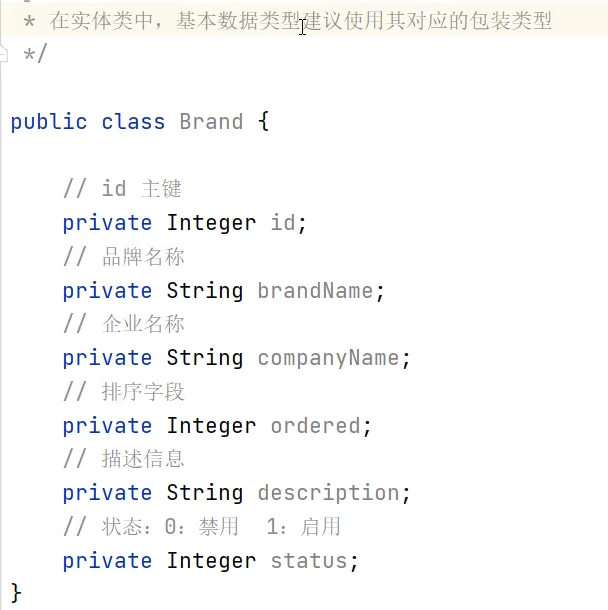 * 在实体类中，基本数据类型建议使用其对应的包装类型
*/
public class Brand {
// id 主键
private Integer id;
// 品牌名称
private String brandName;
// 企业名称
private String companyName;
// 排序字段
private Integer ordered;
// 描述信息
private String description;
// 状态：0：禁用  1：启用
private Integer status;
}